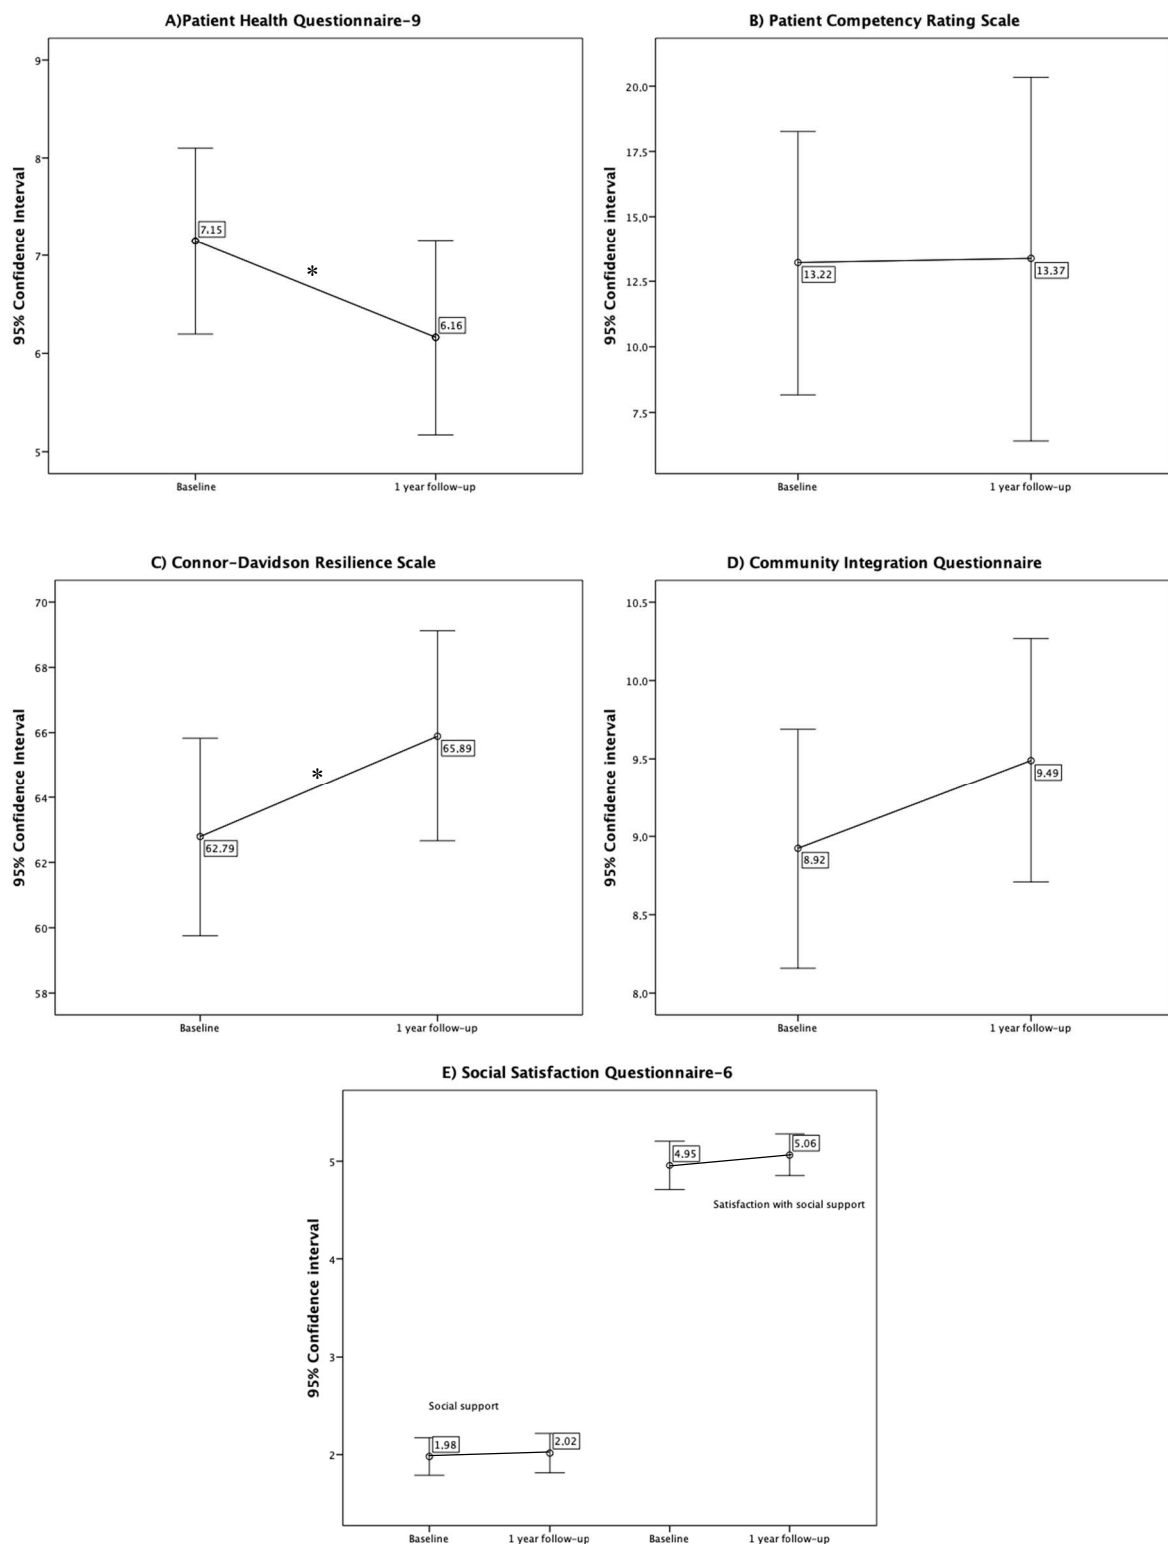 A)Patient Health Questionnaire-9
95% Confidence Interval
9
8
7
6
5
7.15
*
6.16
Baseline
1 year follow-up
B) Patient Competency Rating Scale
95% Confidence interval
20.0
17.5
15.0
12.5
10.0
7.5
13.22
13.37
Baseline
1 year follow-up
C) Connor-Davidson Resilience Scale
95% Confidence Interval
70
68
66
64
62
60
58
62.79
*
65.89
Baseline
1 year follow-up
D) Community Integration Questionnaire
95% Confidence interval
10.5
10.0
9.5
9.0
8.5
8.0
8.92
9.49
Baseline
1 year follow-up
E) Social Satisfaction Questionnaire-6
95% Confidence interval
5
4
3
2
4.95
5.06
Satisfaction with social support
Social support
1.98
2.02
Baseline
1 year follow-up
Baseline
1 year follow-up